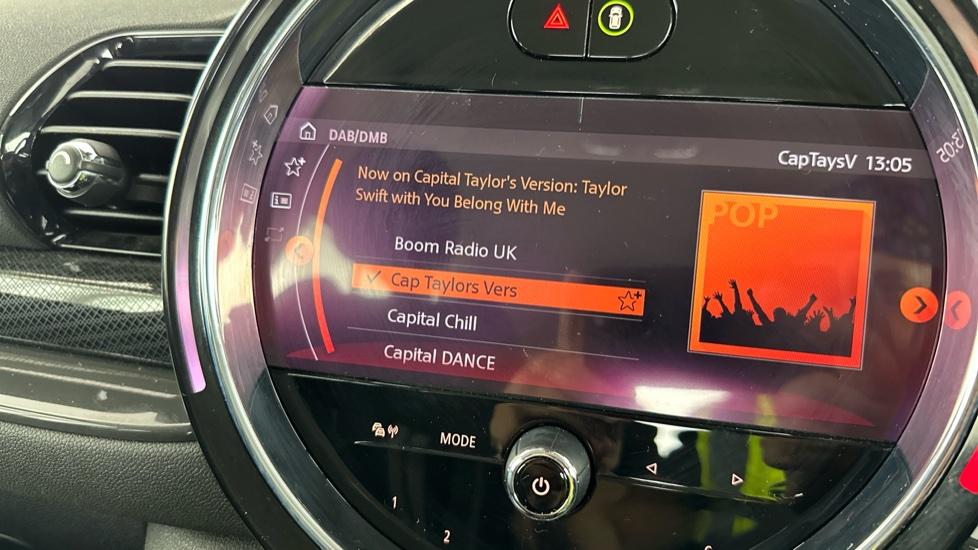 DAB/DMB
CapTaysV 13:05
Now on Capital Taylor's Version: Taylor
Swift with You Belong With Me
POP
Boom Radio UK
Cap Taylors Vers
Capital Chill
Capital DANCE
MODE
1
2